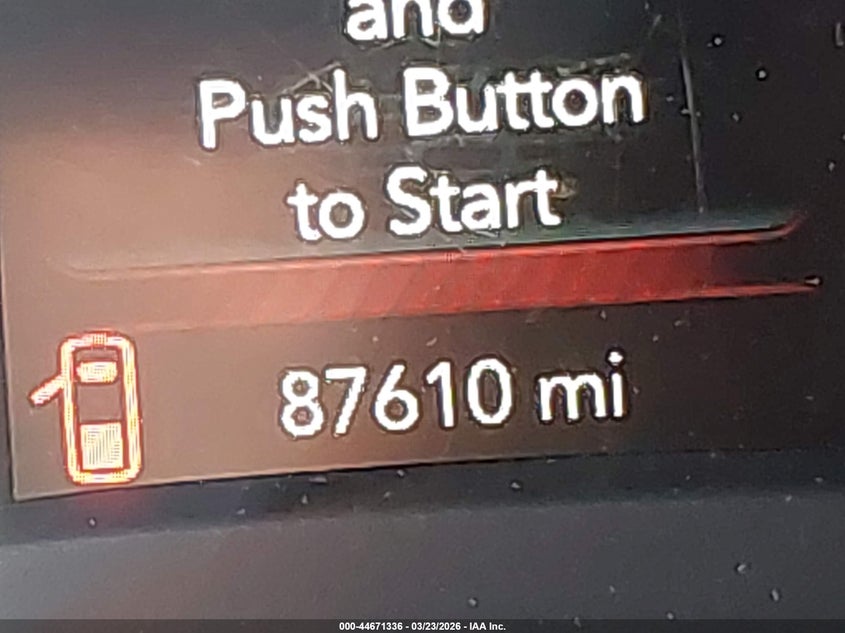 and
Push Button
to Start
87610 mi
000-44671336 - 03/23/2026 - IAA Inc.